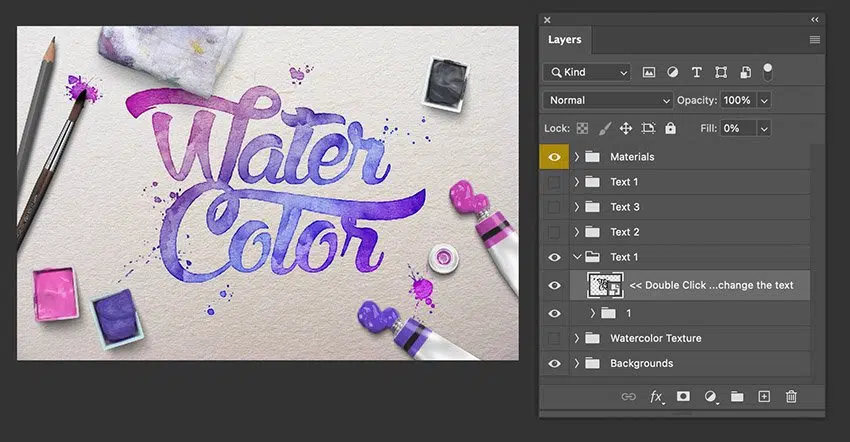 Water
Color
Layers
Kind
Normal Opacity: 100%
Lock: Fill: 0%
Materials
Text 1
Text 3
Text 2
Text 1
<< Double Click ...change the text
1
Watercolor Texture
Backgrounds
fx